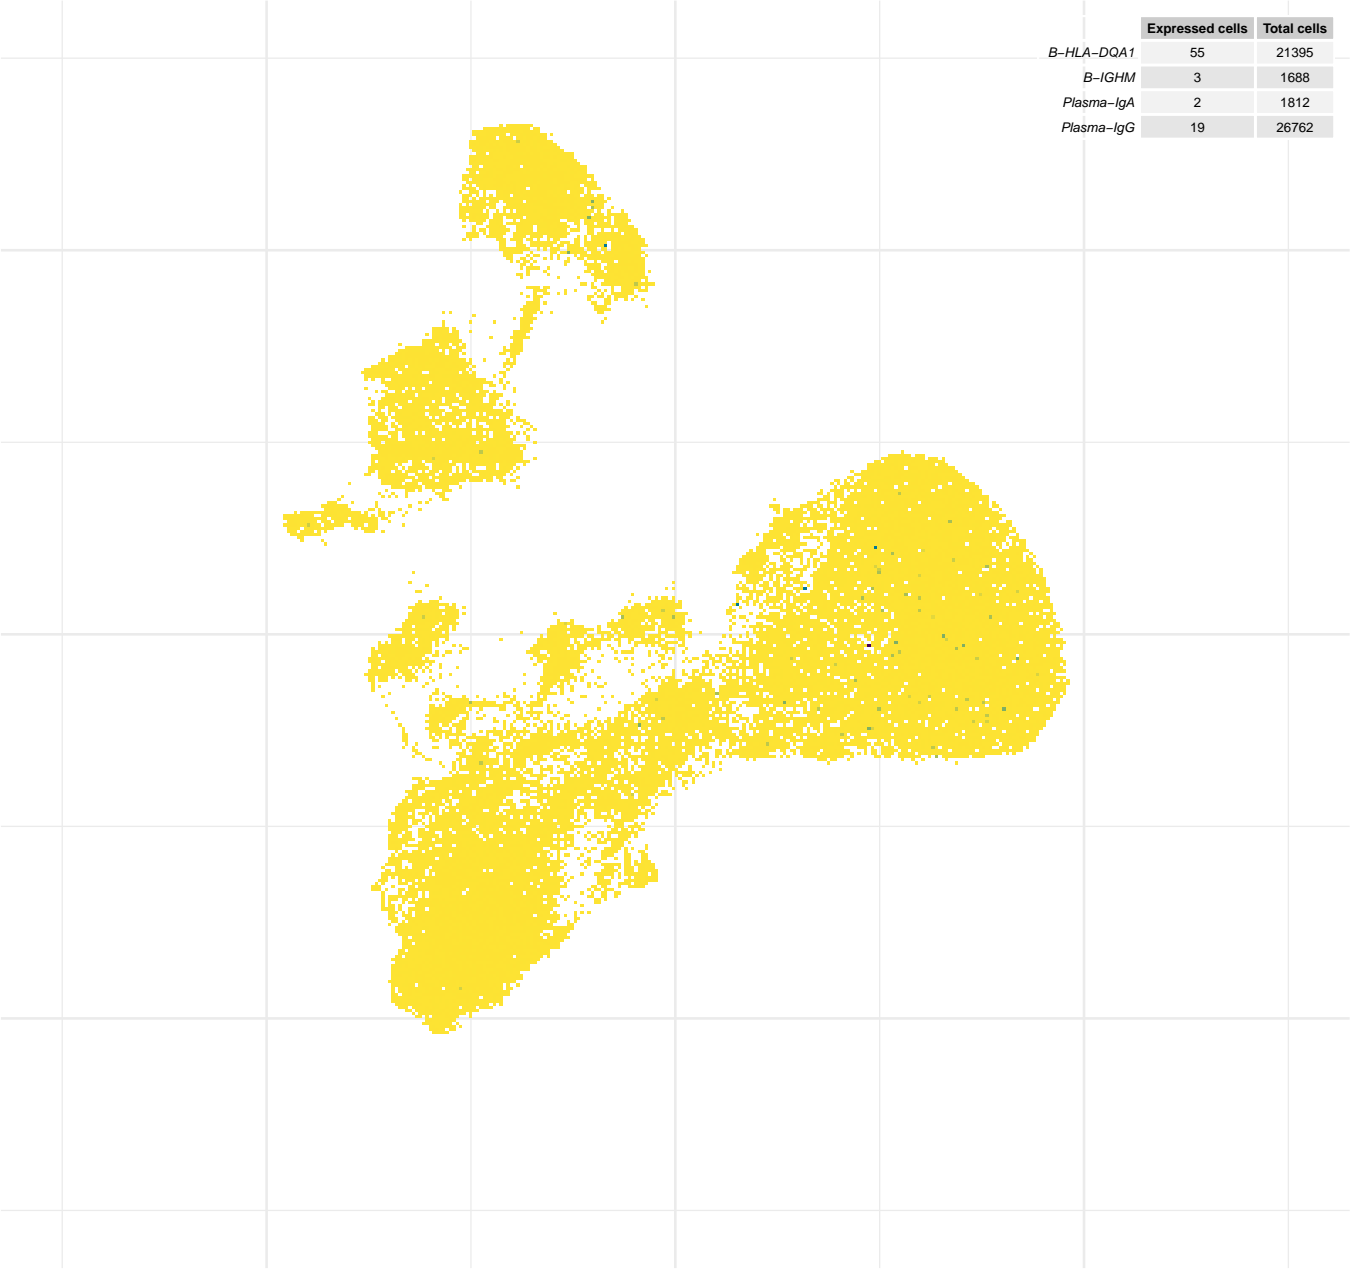 Expressed cells Total cells
B−HLA−DQA1 55 21395
B−IGHM 3 1688
Plasma−IgA 2 1812
Plasma−IgG 19 26762